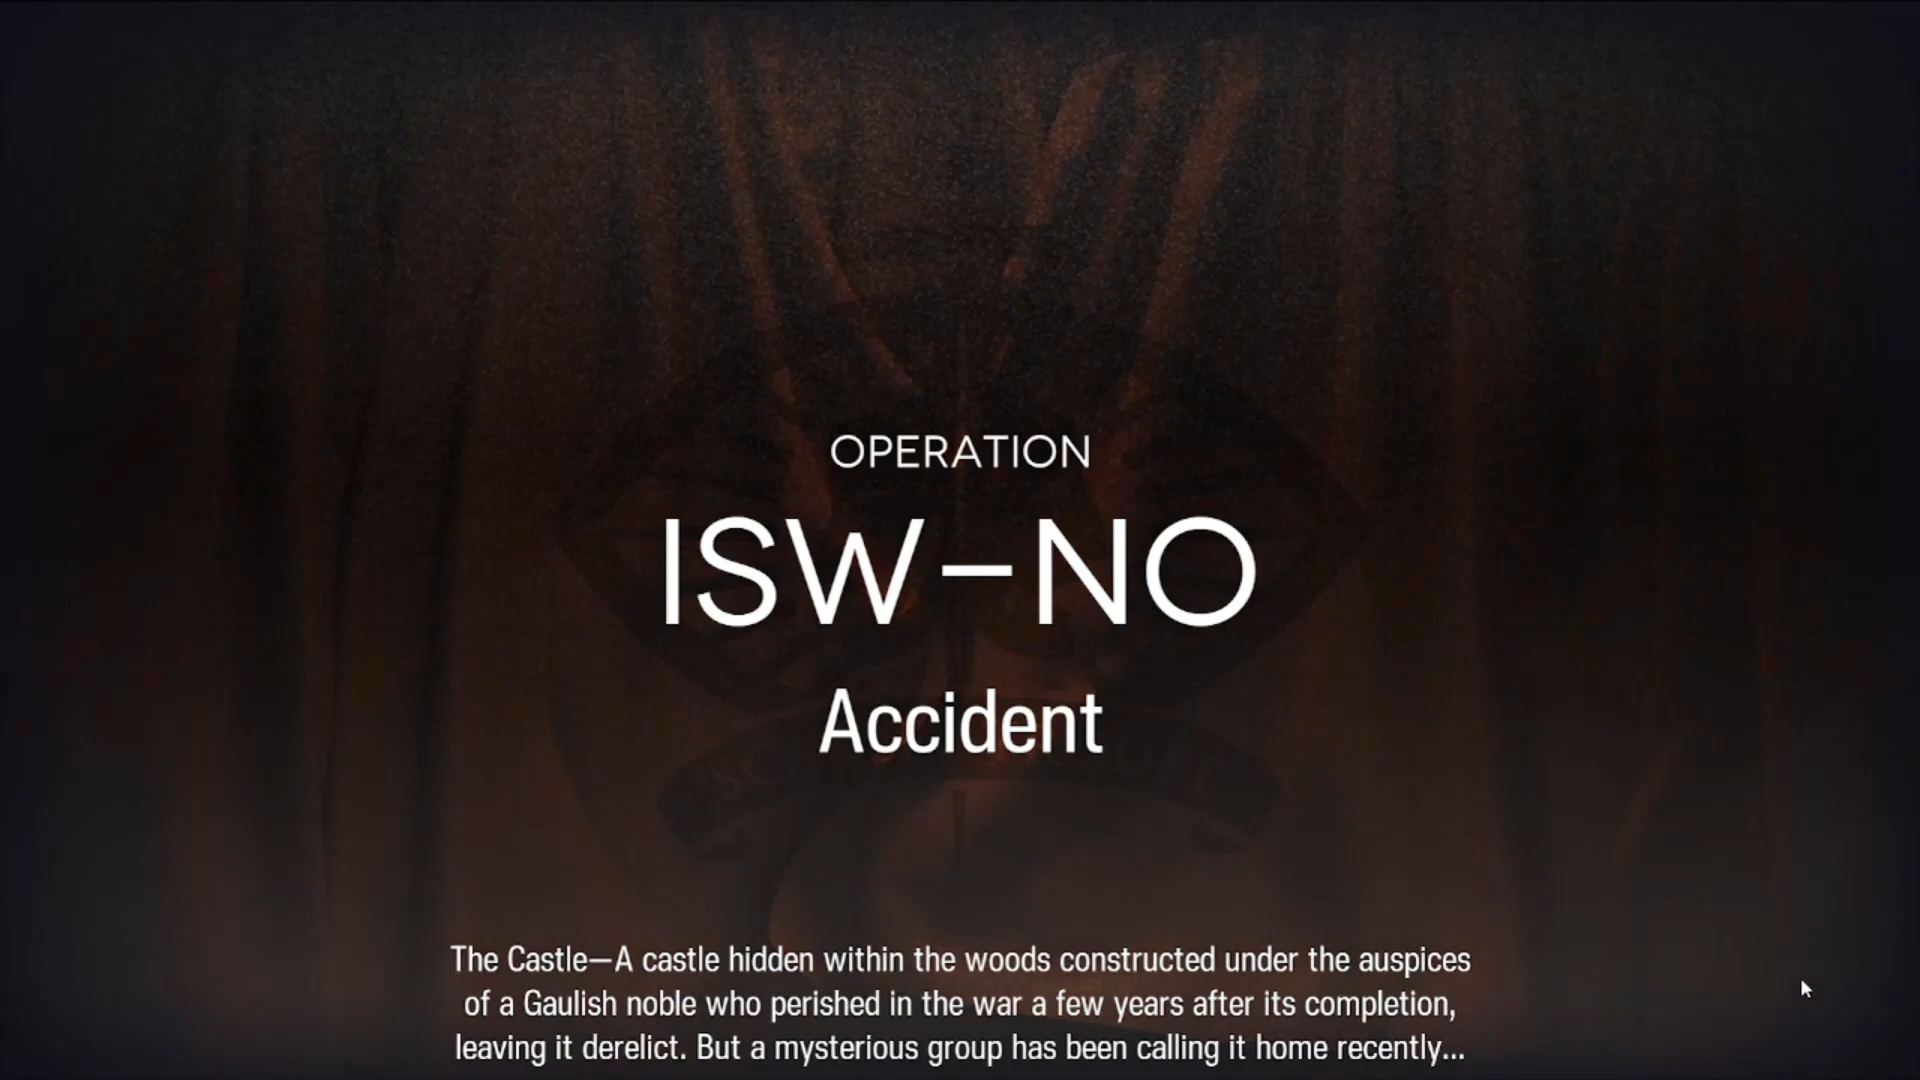 OPERATION
ISW–NO
Accident
The Castle—A castle hidden within the woods constructed under the auspices
of a Gaulish noble who perished in the war a few years after its completion,
leaving it derelict. But a mysterious group has been calling it home recently...